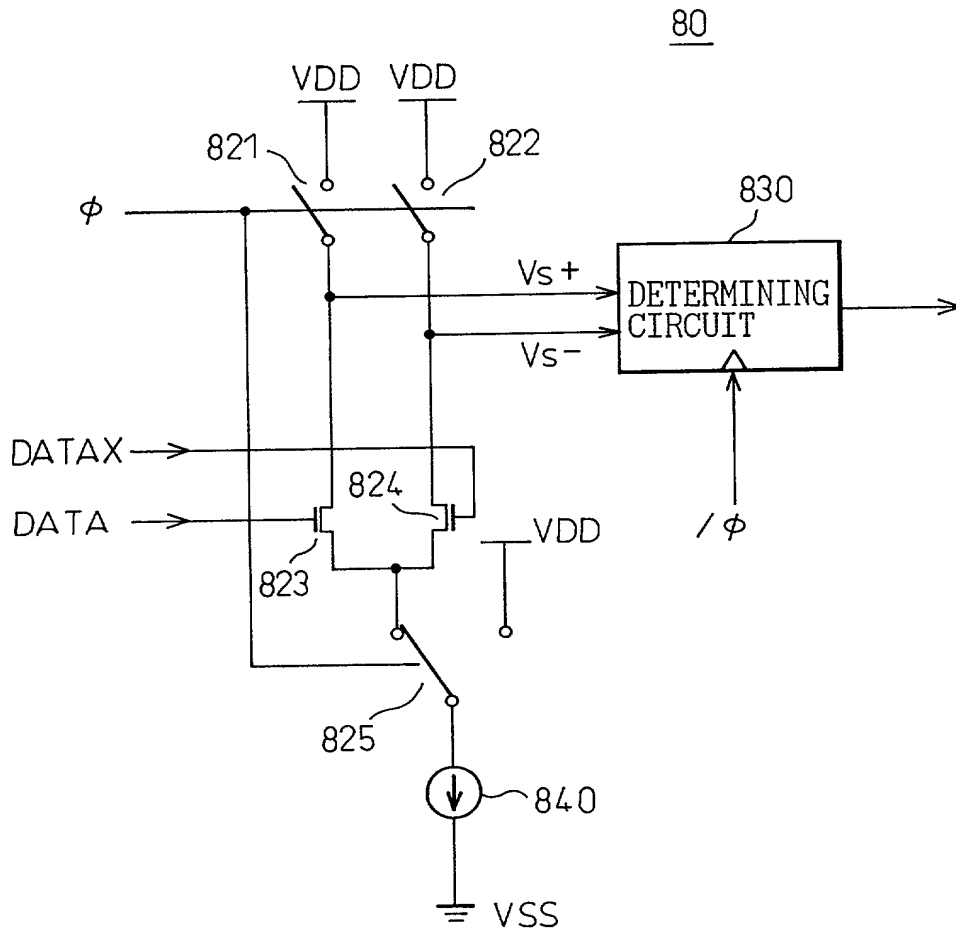 80
VDD VDD
821
822
φ
830
Vs+
DETERMINING
CIRCUIT
Vs-
DATAX
824
DATA
VDD
/φ
823
825
840
VSS